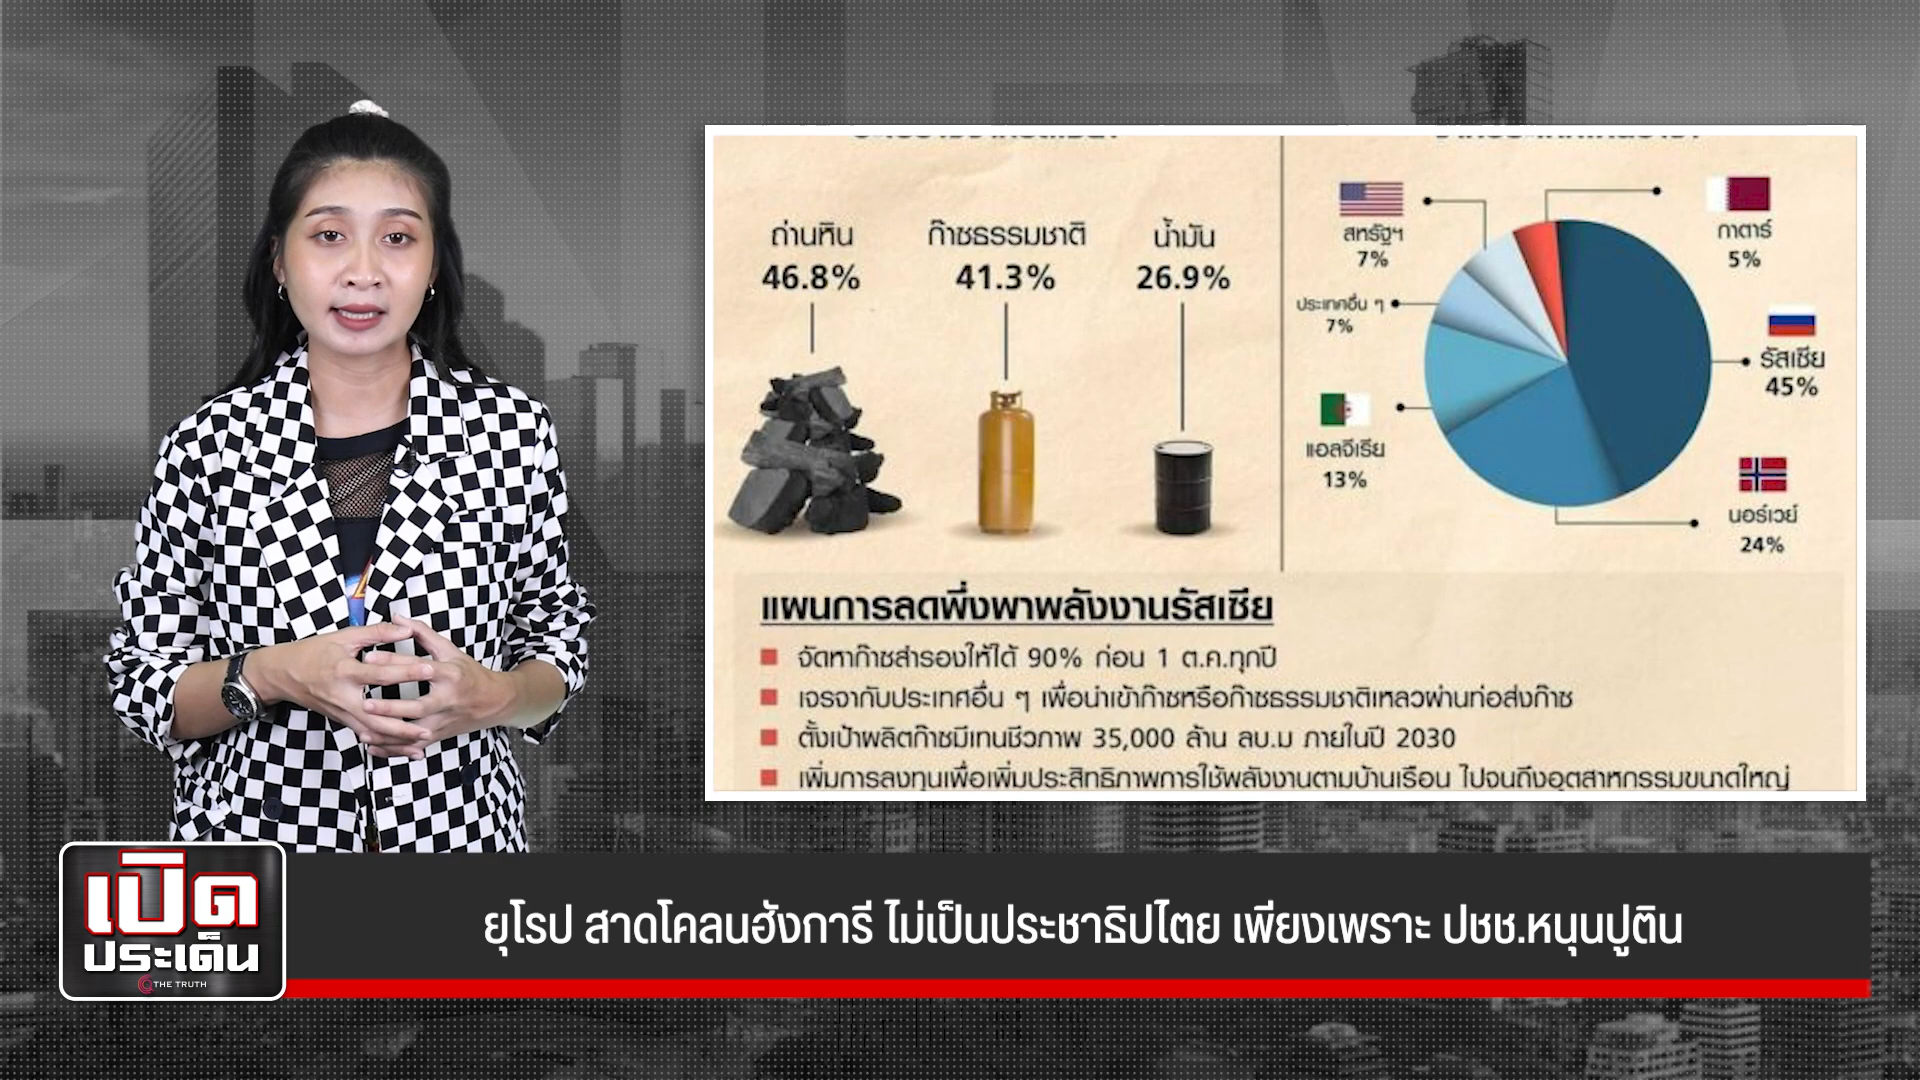 ถ่านหิน
46.8%
ก๊าซธรรมชาติ
41.3%
น้ำมัน
26.9%
สหรัฐฯ
7%
กาตาร์
5%
ประเทศอื่น ๆ
7%
รัสเซีย
45%
แอลจีเรีย
13%
นอร์เวย์
24%
แผนการลดพึ่งพาพลังงานรัสเซีย
จัดหาก๊าซสำรองให้ได้ 90% ก่อน 1 ต.ค.ทุกปี
เจรจากับประเทศอื่น ๆ เพื่อนำเข้าก๊าซหรือก๊าซธรรมชาติเหลวผ่านท่อส่งก๊าซ
ตั้งเป้าผลิตก๊าซมีเทนชีวภาพ 35,000 ล้าน ลบ.ม ภายในปี 2030
เพิ่มการลงทุนเพื่อเพิ่มประสิทธิภาพการใช้พลังงานตามบ้านเรือน ไปจนถึงอุตสาหกรรมขนาดใหญ่
เปิด
ประเด็น
THE TRUTH
ยุโรป สาดโคลนฮังการี ไม่เป็นประชาธิปไตย เพียงเพราะ ปชช.หนุนปูติน